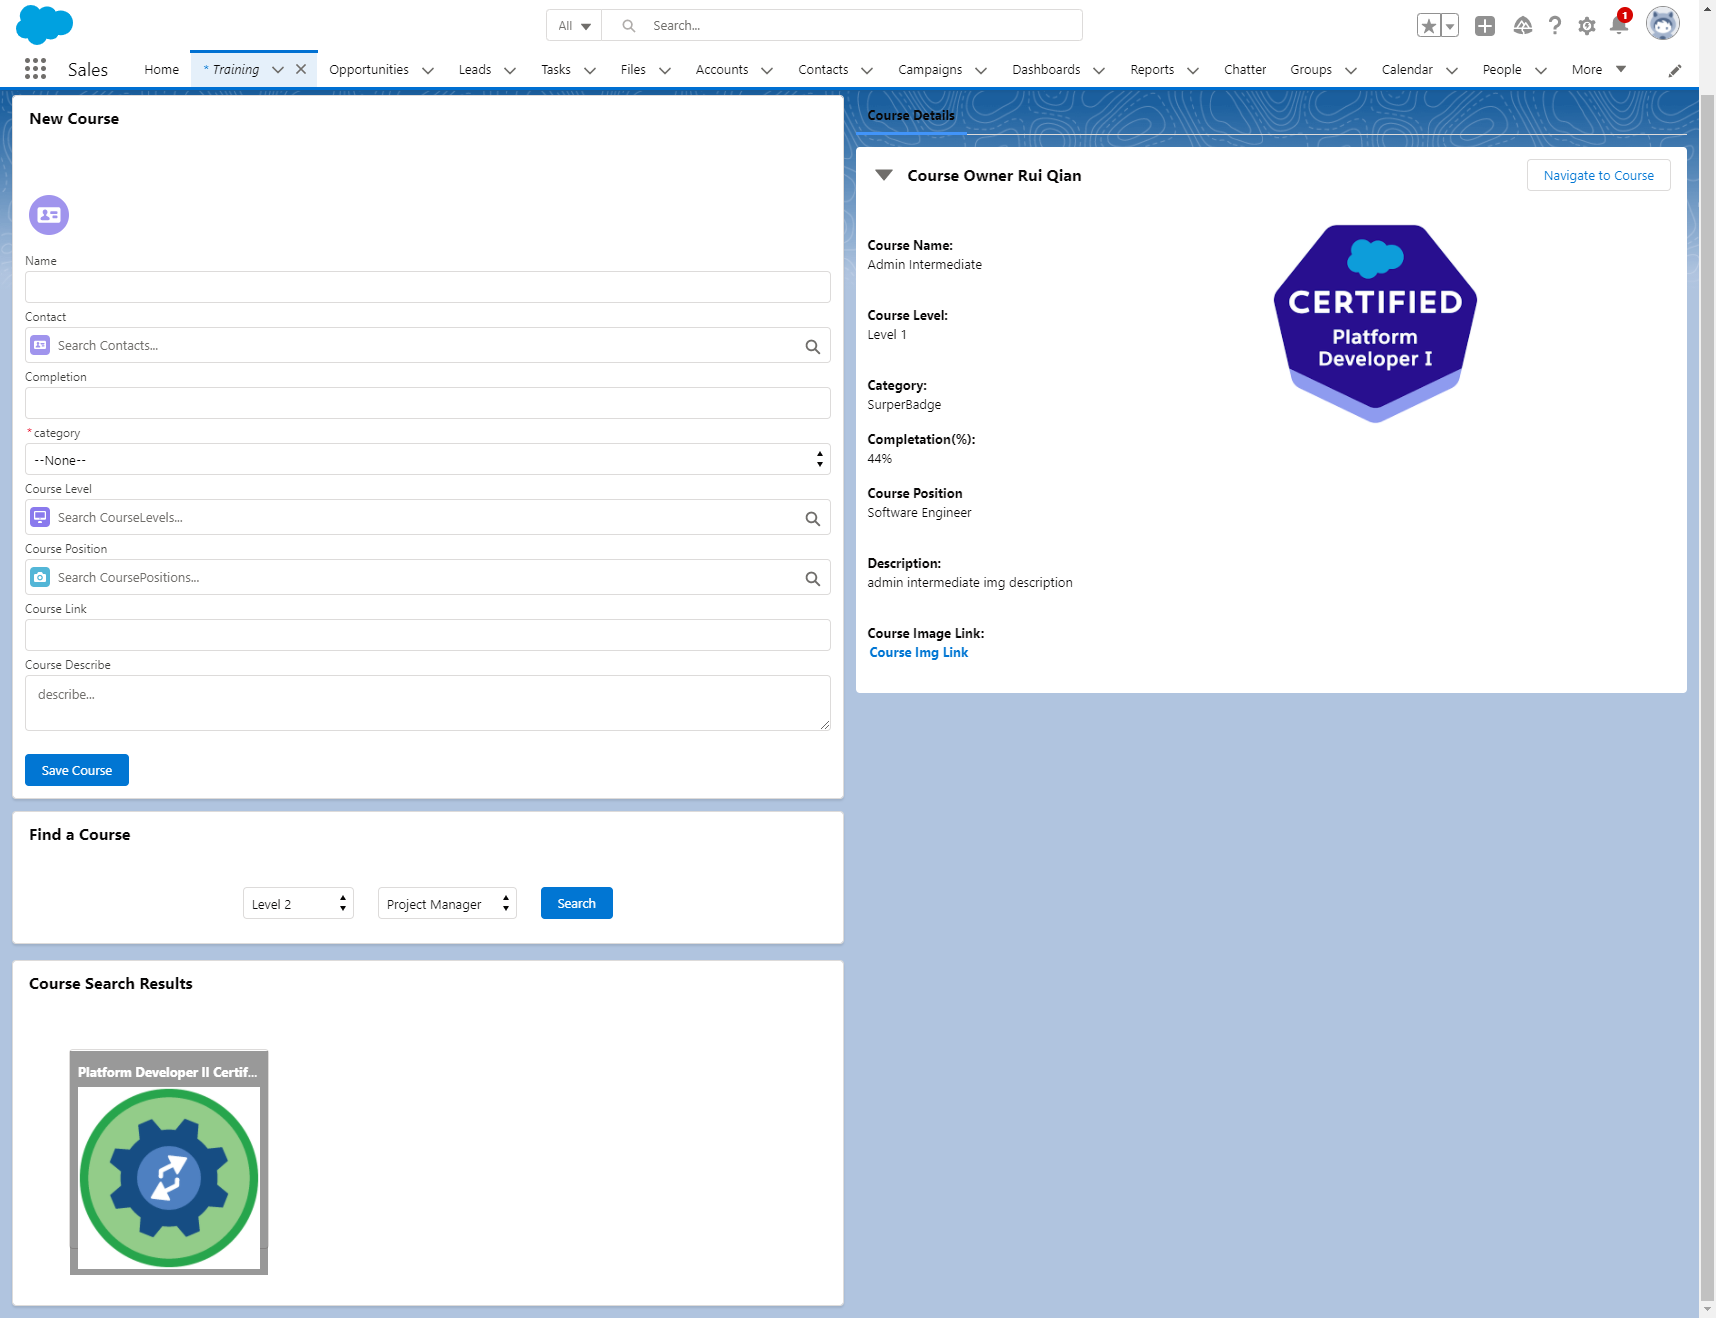 All
Search...
1
Sales
Home
* Training
Opportunities
Leads
Tasks
Files
Accounts
Contacts
Campaigns
Dashboards
Reports
Chatter
Groups
Calendar
People
More
New Course
Name
Contact
Search Contacts...
Completion
*category
--None--
Course Level
Search CourseLevels...
Course Position
Search CoursePositions...
Course Link
Course Describe
describe...
Save Course
Find a Course
Level 2
Project Manager
Search
Course Search Results
Platform Developer II Certif...
Course Details
Course Owner Rui Qian
Navigate to Course
Course Name:
Admin Intermediate
Course Level:
Level 1
Category:
SurperBadge
Completation(%):
44%
Course Position
Software Engineer
Description:
admin intermediate img description
Course Image Link:
Course Img Link
CERTIFIED
Platform
Developer I